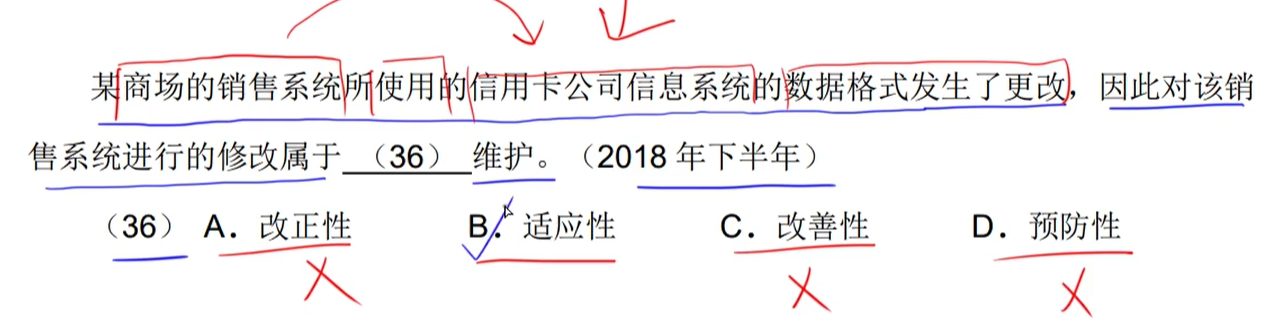 某商场的销售系统所使用的信用卡公司信息系统的数据格式发生了更改，因此对该销
售系统进行的修改属于（36）维护。（2018 年下半年）
（36） A．改正性 B．适应性 C．改善性 D．预防性